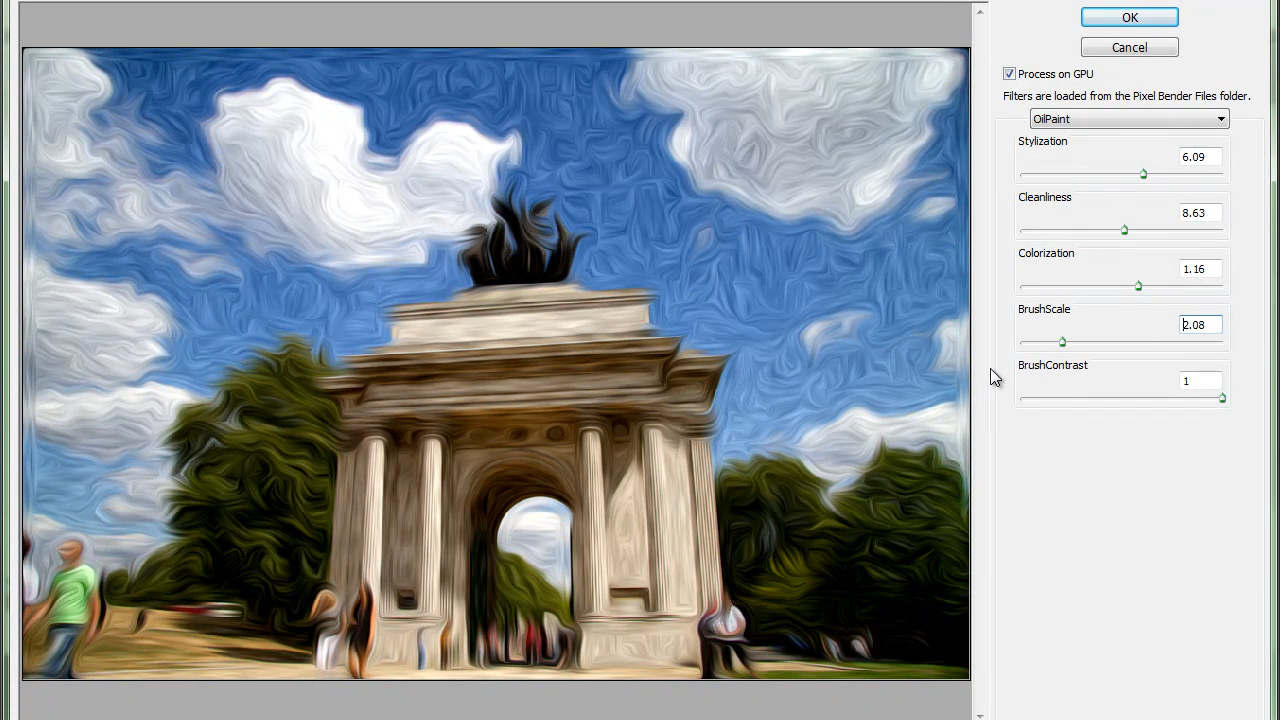 OK
Cancel
Process on GPU
Filters are loaded from the Pixel Bender Files folder.
OilPaint
Stylization
6.09
Cleanliness
8.63
Colorization
1.16
BrushScale
2.08
BrushContrast
1